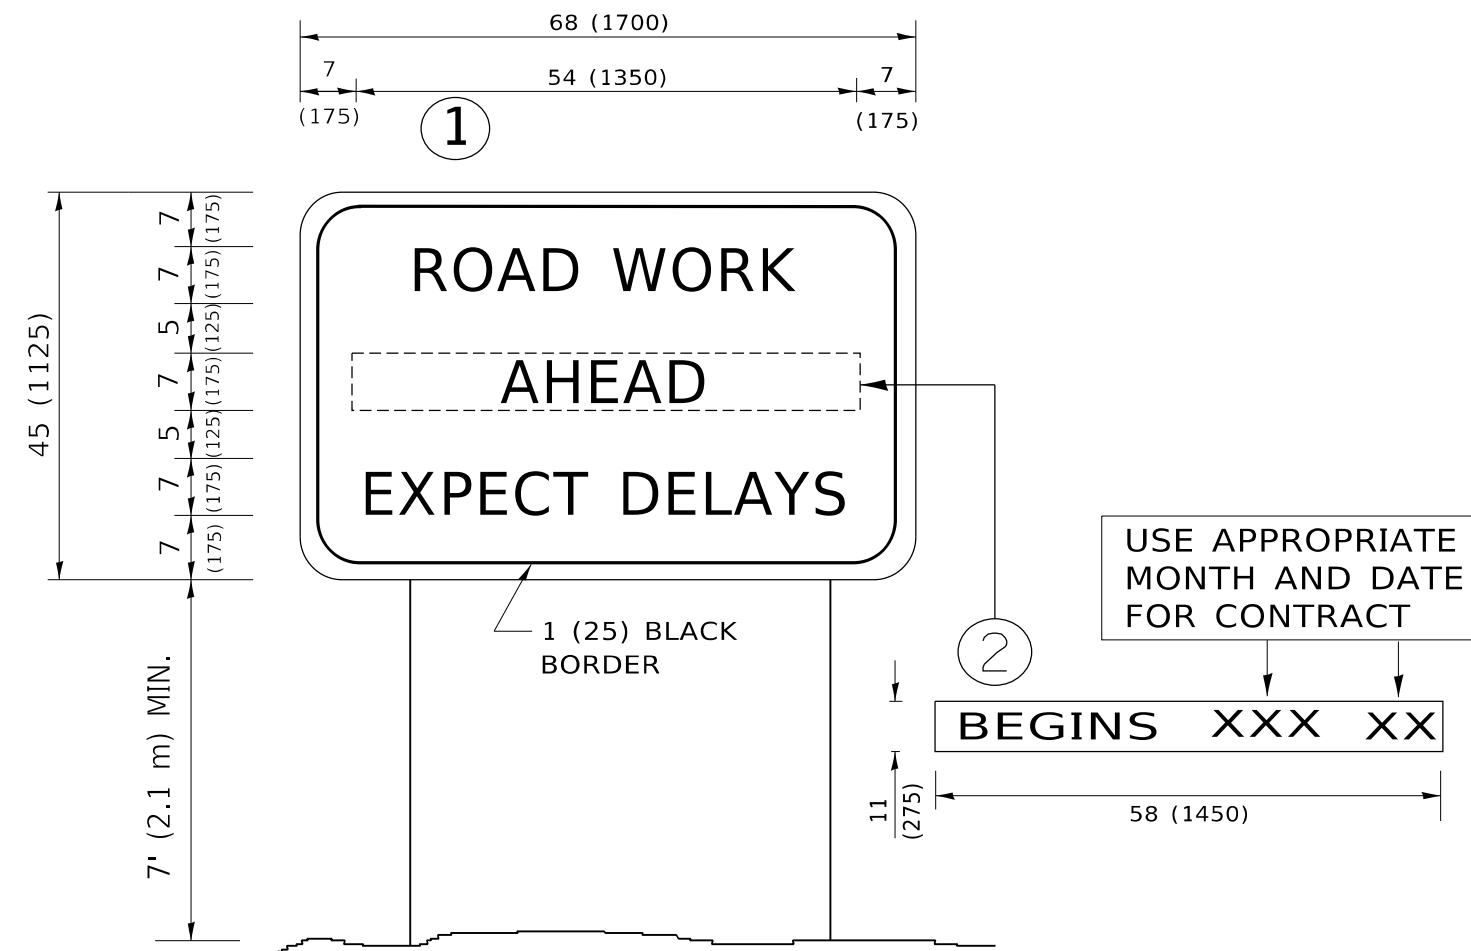 68 (1700)
7
54 (1350)
7
(175)
(175)
1
7
(175)
7
(175)
5
(125)
7
(175)
5
(125)
7
(175)
7
(175)
45 (1125)
ROAD WORK
AHEAD
EXPECT DELAYS
1 (25) BLACK
BORDER
7' (2.1 m) MIN.
USE APPROPRIATE
MONTH AND DATE
FOR CONTRACT
2
BEGINS XXX XX
11
(275)
58 (1450)